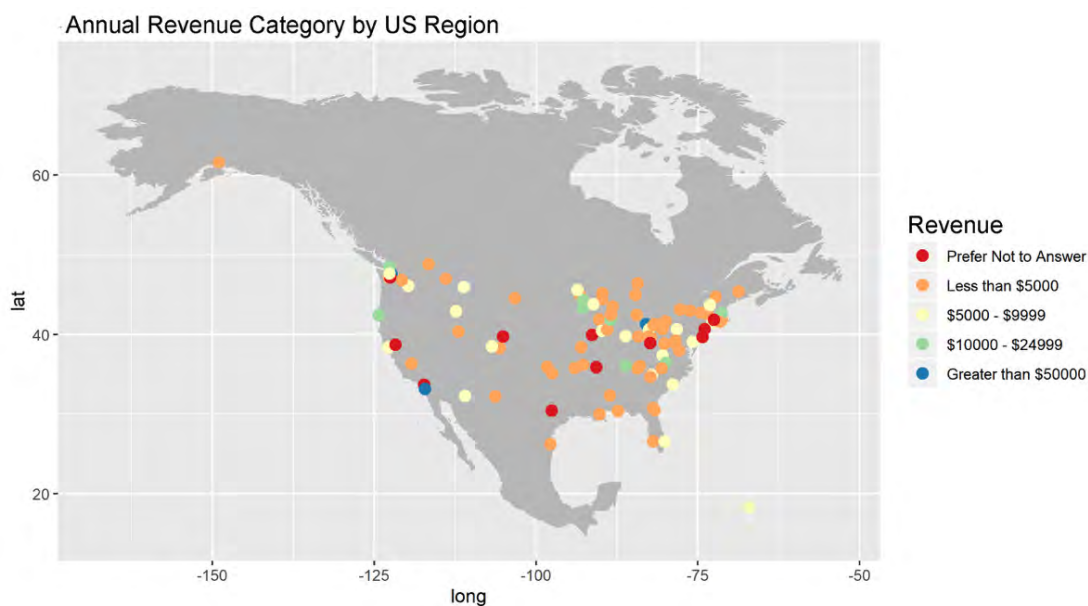 Annual Revenue Category by US Region
60
40
20
lat
-150
-125
-100
-75
-50
long
Revenue
Prefer Not to Answer
Less than $5000
$5000 - $9999
$10000 - $24999
Greater than $50000